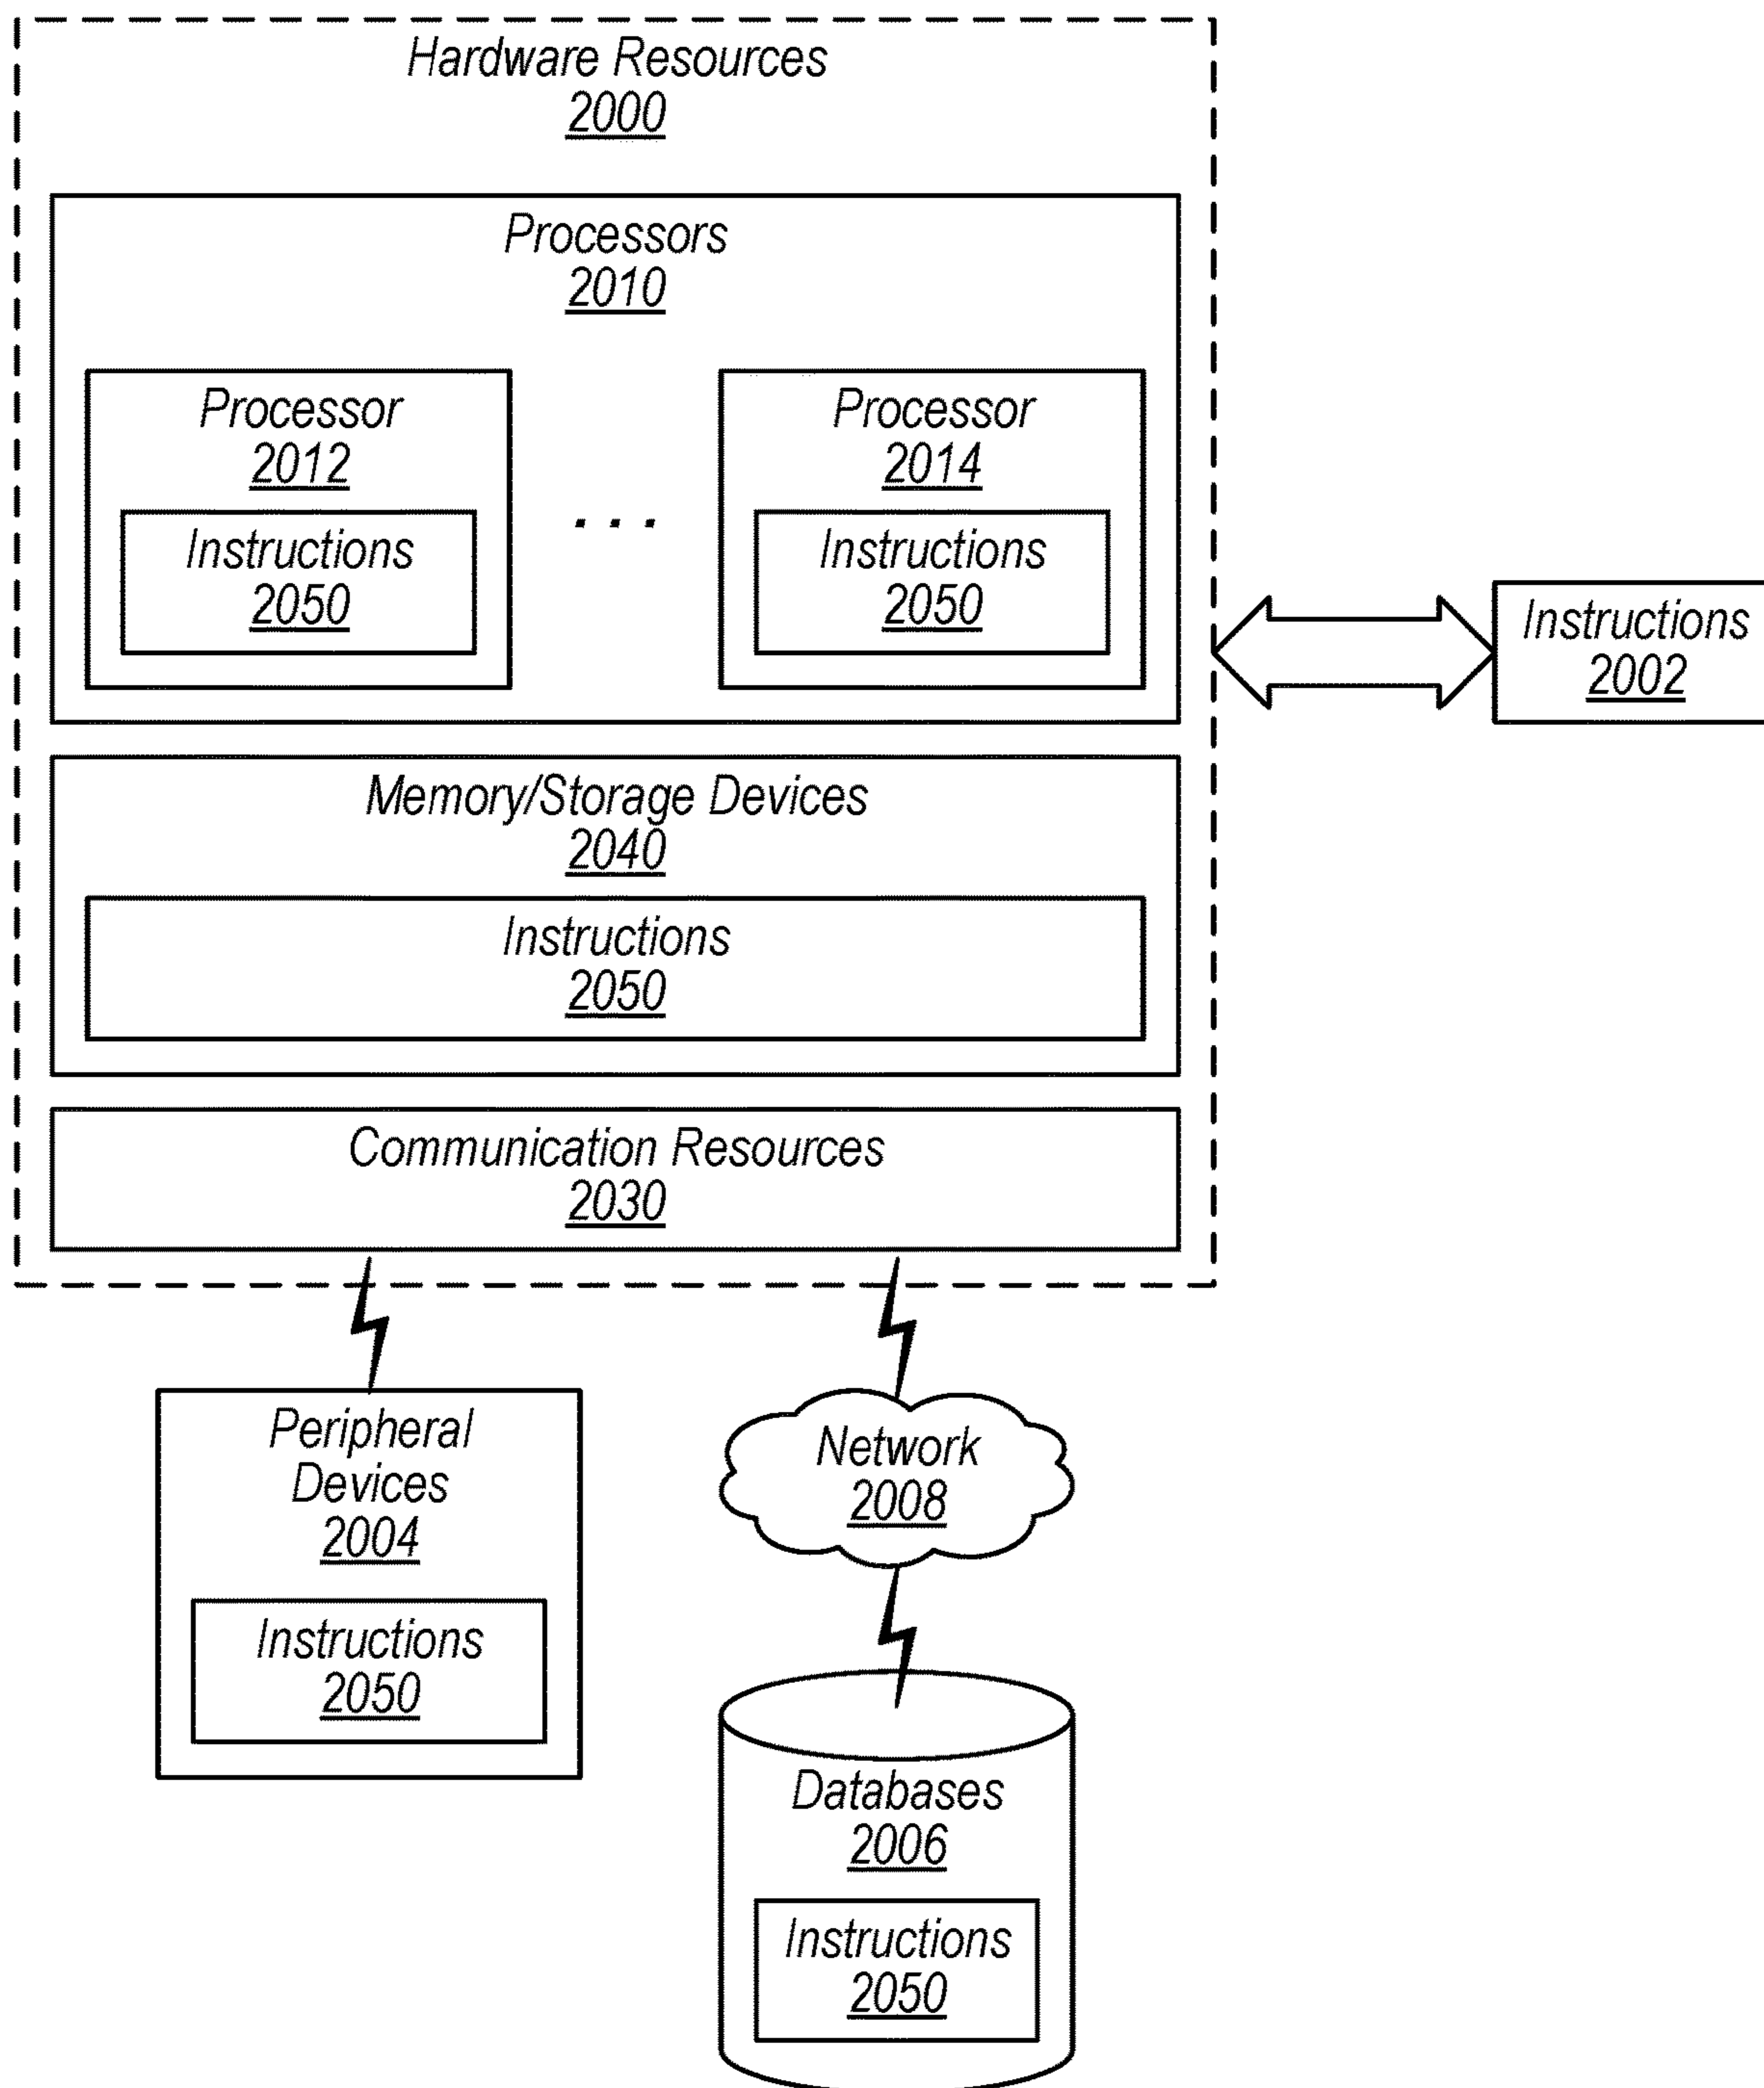 Hardware Resources
2000
Processors
2010
Processor
2012
Instructions
2050
. . .
Processor
2014
Instructions
2050
Instructions
2002
Memory/Storage Devices
2040
Instructions
2050
Communication Resources
2030
Peripheral
Devices
2004
Instructions
2050
Network
2008
Databases
2006
Instructions
2050